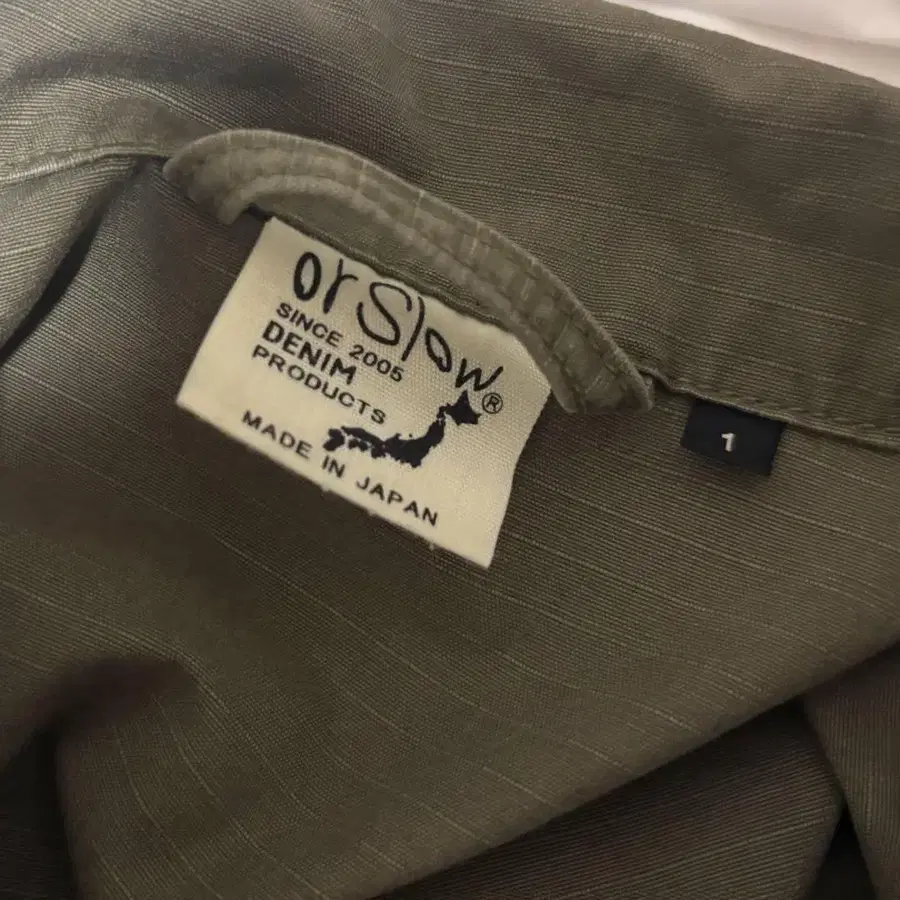 orSlow®
SINCE 2005
DENIM
PRODUCTS
MADE IN JAPAN
1